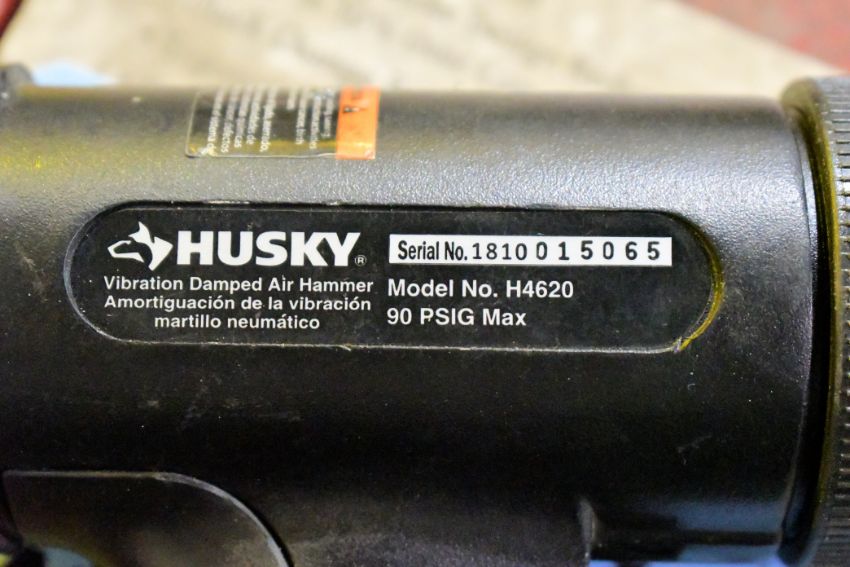 HUSKY®
Vibration Damped Air Hammer
Amortiguación de la vibración
martillo neumático
Serial No. 1810015065
Model No. H4620
90 PSIG Max